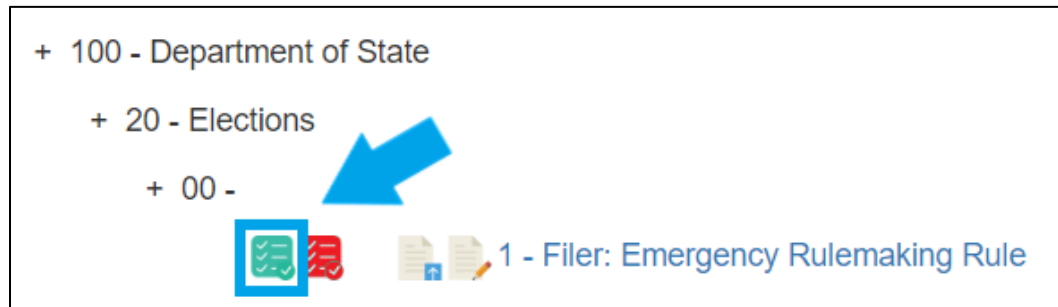 + 100 - Department of State
+ 20 - Elections
+ 00 -
1 - Filer: Emergency Rulemaking Rule